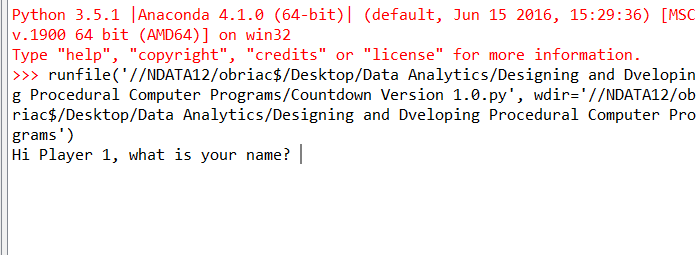 Python 3.5.1 |Anaconda 4.1.0 (64-bit)| (default, Jun 15 2016, 15:29:36) [MSC
v.1900 64 bit (AMD64)] on win32
Type "help", "copyright", "credits" or "license" for more information.
>>> runfile('//NDATA12/obriac$/Desktop/Data Analytics/Designing and Dvelopin
g Procedural Computer Programs/Countdown Version 1.0.py', wdir='//NDATA12/ob
riac$/Desktop/Data Analytics/Designing and Dveloping Procedural Computer Pro
grams')
Hi Player 1, what is your name?